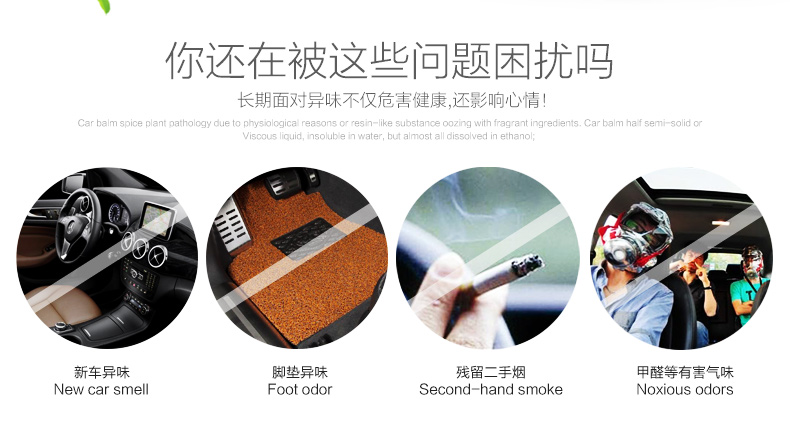 你还在被这些问题困扰吗
长期面对异味不仅危害健康,还影响心情!
Car balm spice plant pathology due to physiological reasons or resin-like substance oozing with fragrant ingredients. Car balm half semi-solid or
Viscous liquid, insoluble in water, but almost all dissolved in ethanol;
新车异味
New car smell
脚垫异味
Foot odor
残留二手烟
Second-hand smoke
甲醛等有害气味
Noxious odors